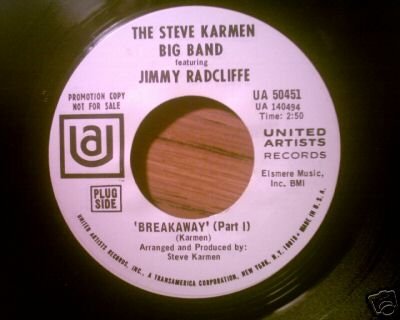 THE STEVE KARMEN
BIG BAND
featuring
JIMMY RADCLIFFE
PROMOTION COPY
NOT FOR SALE
UA 50451
UA 140494
Time: 2:50
UA
UNITED
ARTISTS
RECORDS
Elsmere Music,
Inc. BMI
PLUG
SIDE
'BREAKAWAY' (Part I)
(Karmen)
Arranged and Produced by:
Steve Karmen
UNITED ARTISTS RECORDS, INC., A TRANSAMERICA CORPORATION, NEW YORK, N.Y. 10019 • MADE IN U.S.A.